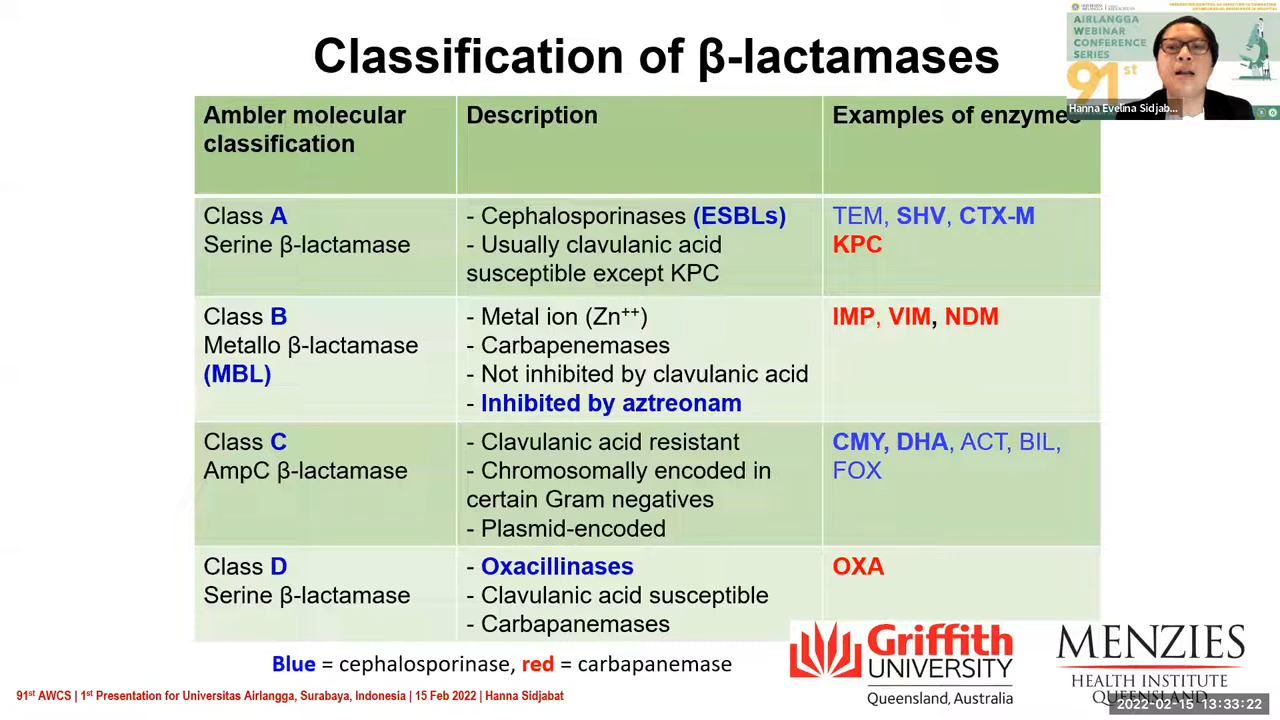 Classification of β-lactamases
Ambler molecular classification
Description
Examples of enzymes
Class A
Serine β-lactamase
- Cephalosporinases (ESBLs)
- Usually clavulanic acid
susceptible except KPC
TEM, SHV, CTX-M
KPC
Class B
Metallo β-lactamase
(MBL)
- Metal ion (Zn⁺⁺)
- Carbapenemases
- Not inhibited by clavulanic acid
- Inhibited by aztreonam
IMP, VIM, NDM
Class C
AmpC β-lactamase
- Clavulanic acid resistant
- Chromosomally encoded in
certain Gram negatives
- Plasmid-encoded
CMY, DHA, ACT, BIL,
FOX
Class D
Serine β-lactamase
- Oxacillinases
- Clavulanic acid susceptible
- Carbapanemases
OXA
Blue = cephalosporinase, red = carbapanemase
91st AWCS | 1st Presentation for Universitas Airlangga, Surabaya, Indonesia | 15 Feb 2022 | Hanna Sidjabat
Griffith
UNIVERSITY
Queensland, Australia
MENZIES
HEALTH INSTITUTE
QUEENSLAND
2022-02-15 13:33:22
AIRLANGGA
WEBINAR
CONFERENCE
SERIES
91st
Hanna Evelina Sidjab...